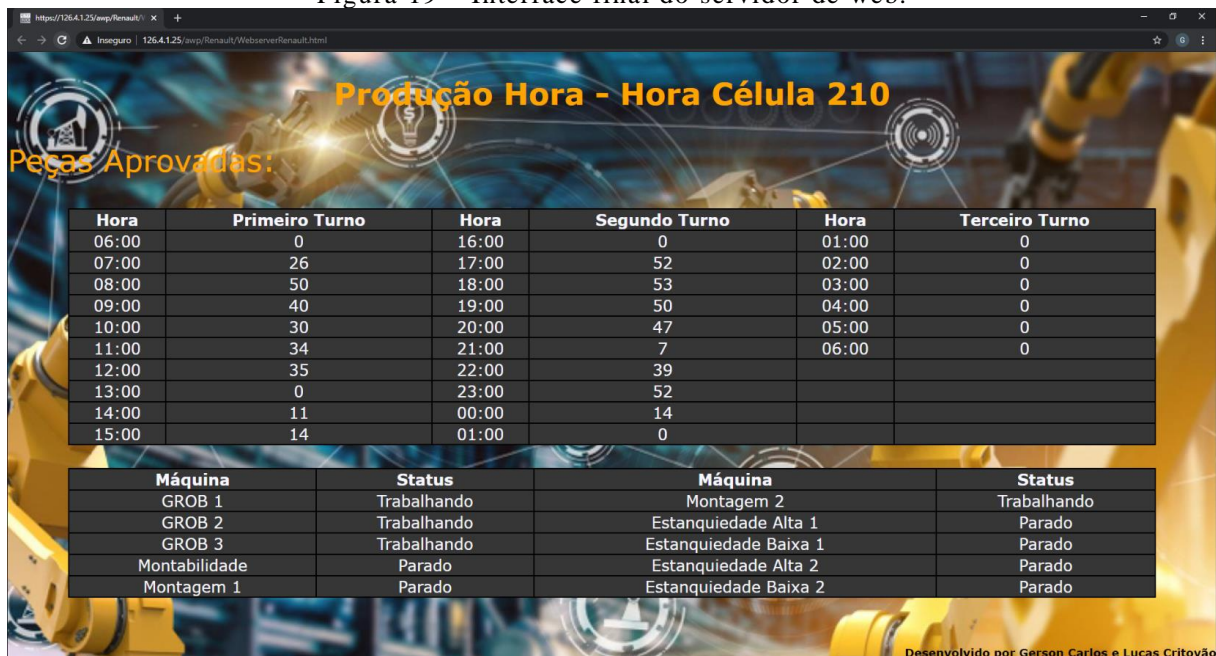 Figura 19 – Interface final do servidor de web.
https://126.4.1.25/awp/Renault/
Inseguro | 126.4.1.25/awp/Renault/WebserverRenault.html
G
Produção Hora - Hora Célula 210
Peças Aprovadas:
Hora Primeiro Turno Hora Segundo Turno Hora Terceiro Turno
06:00 0 16:00 0 01:00 0
07:00 26 17:00 52 02:00 0
08:00 50 18:00 53 03:00 0
09:00 40 19:00 50 04:00 0
10:00 30 20:00 47 05:00 0
11:00 34 21:00 7 06:00 0
12:00 35 22:00 39
13:00 0 23:00 52
14:00 11 00:00 14
15:00 14 01:00 0
Máquina Status Máquina Status
GROB 1 Trabalhando Montagem 2 Trabalhando
GROB 2 Trabalhando Estanquiedade Alta 1 Parado
GROB 3 Trabalhando Estanquiedade Baixa 1 Parado
Montabilidade Parado Estanquiedade Alta 2 Parado
Montagem 1 Parado Estanquiedade Baixa 2 Parado
Desenvolvido por Gerson Carlos e Lucas Critovão